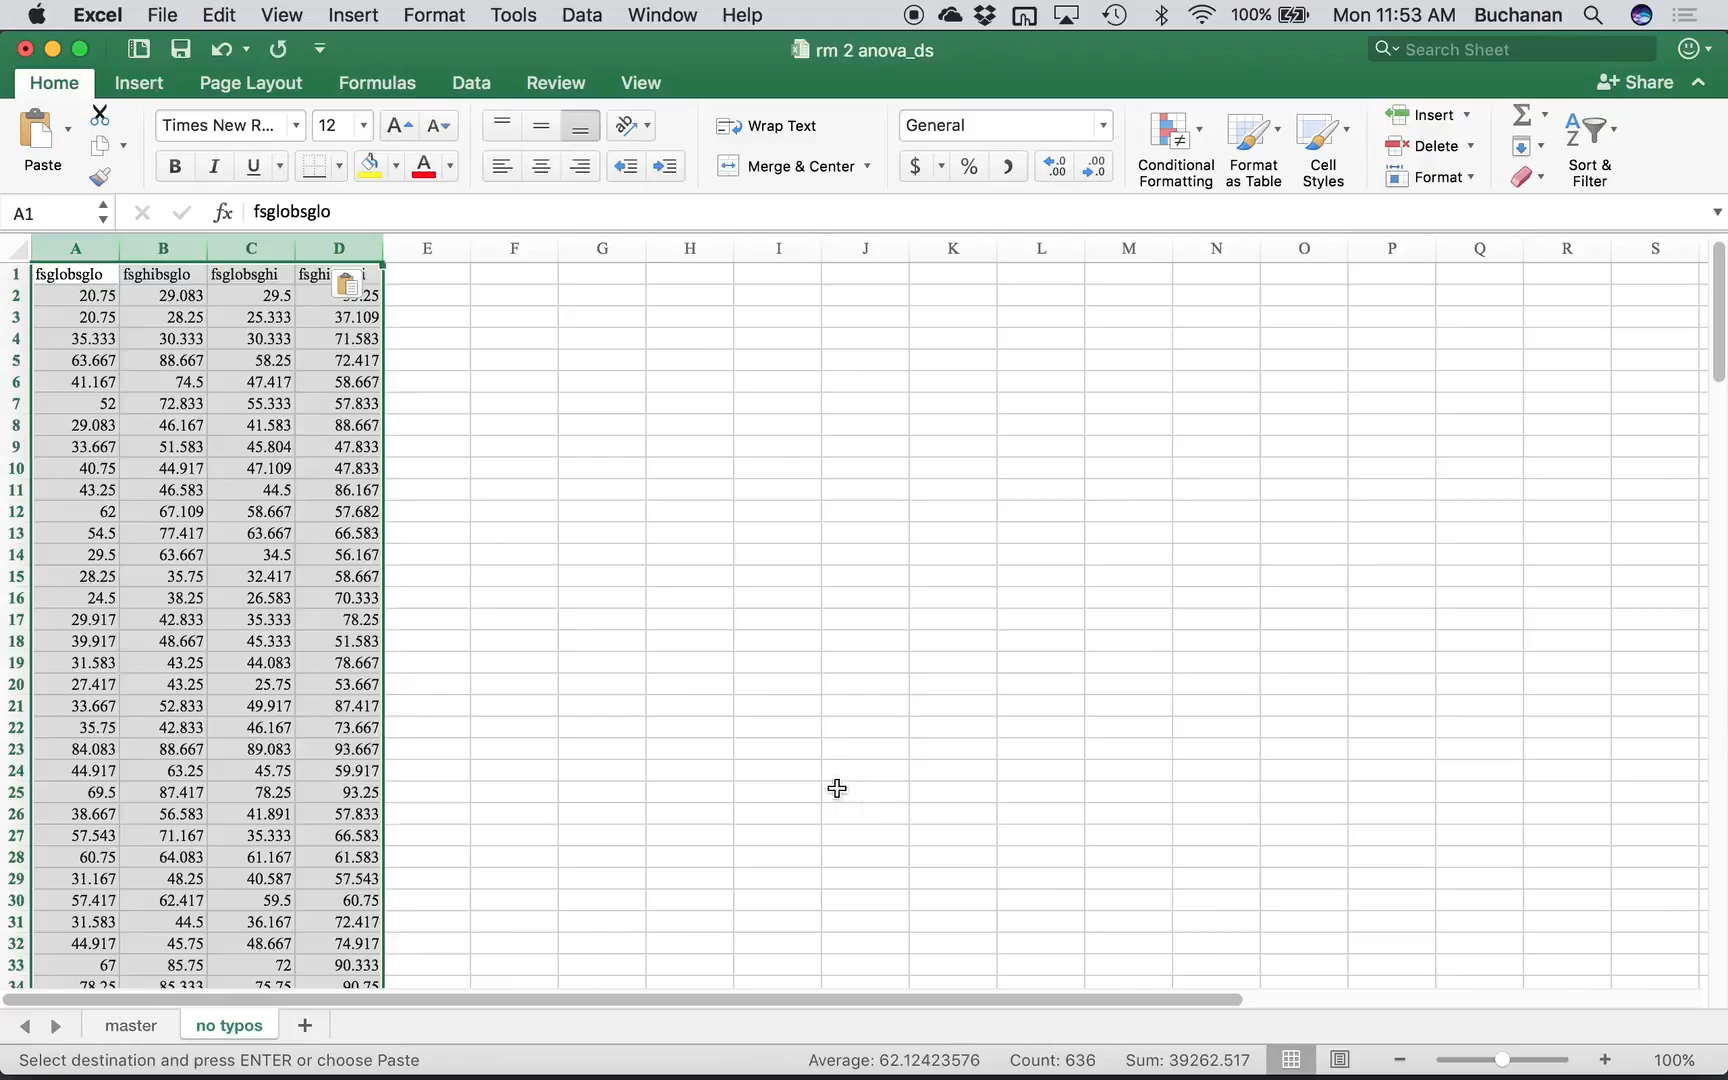 Excel File Edit View Insert Format Tools Data Window Help 100% Mon 11:53 AM Buchanan
rm 2 anova_ds Search Sheet
Home Insert Page Layout Formulas Data Review View Share
Paste Times New R... 12 A A Wrap Text General Insert
B I U A Merge & Center $ % .0 .00 .00 .0 Conditional Formatting Format as Table Cell Styles Delete Format Sort & Filter
A1 fx fsglobsglo
A B C D E F G H I J K L M N O P Q R S
1 fsglobsglo fsghibsglo fsglobsghi fsghi i
2 20.75 29.083 29.5 .25
3 20.75 28.25 25.333 37.109
4 35.333 30.333 30.333 71.583
5 63.667 88.667 58.25 72.417
6 41.167 74.5 47.417 58.667
7 52 72.833 55.333 57.833
8 29.083 46.167 41.583 88.667
9 33.667 51.583 45.804 47.833
10 40.75 44.917 47.109 47.833
11 43.25 46.583 44.5 86.167
12 62 67.109 58.667 57.682
13 54.5 77.417 63.667 66.583
14 29.5 63.667 34.5 56.167
15 28.25 35.75 32.417 58.667
16 24.5 38.25 26.583 70.333
17 29.917 42.833 35.333 78.25
18 39.917 48.667 45.333 51.583
19 31.583 43.25 44.083 78.667
20 27.417 43.25 25.75 53.667
21 33.667 52.833 49.917 87.417
22 35.75 42.833 46.167 73.667
23 84.083 88.667 89.083 93.667
24 44.917 63.25 45.75 59.917
25 69.5 87.417 78.25 93.25
26 38.667 56.583 41.891 57.833
27 57.543 71.167 35.333 66.583
28 60.75 64.083 61.167 61.583
29 31.167 48.25 40.587 57.543
30 57.417 62.417 59.5 60.75
31 31.583 44.5 36.167 72.417
32 44.917 45.75 48.667 74.917
33 67 85.75 72 90.333
34 78.25 85.333 75.75 90.75
master no typos +
Select destination and press ENTER or choose Paste Average: 62.12423576 Count: 636 Sum: 39262.517 100%